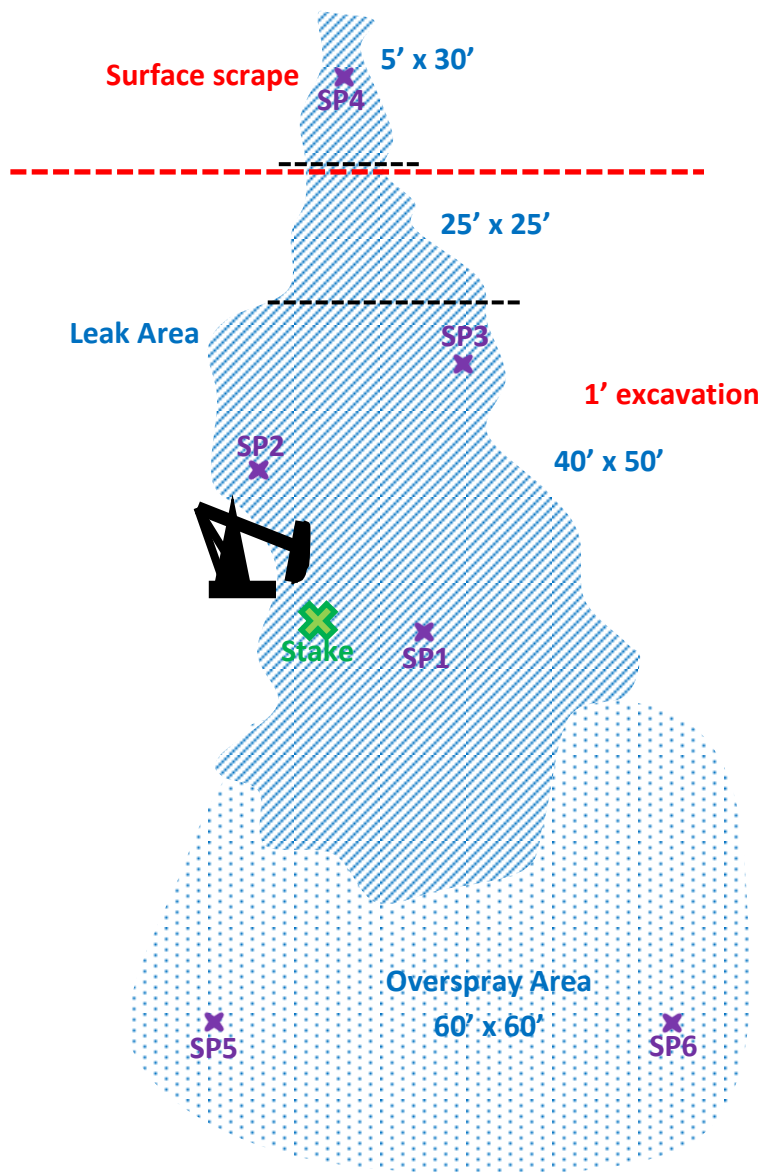 5’ x 30’
Surface scrape
SP4
25’ x 25’
Leak Area
SP3
1’ excavation
SP2
40’ x 50’
Stake
SP1
Overspray Area
60’ x 60’
SP5
SP6